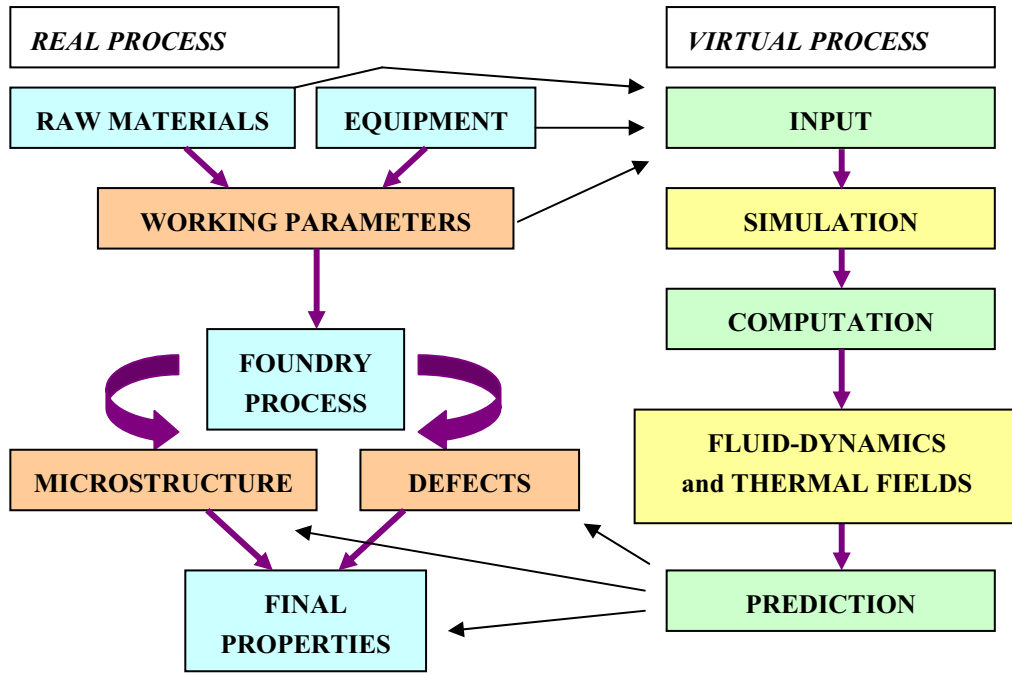 REAL PROCESS
VIRTUAL PROCESS
RAW MATERIALS
EQUIPMENT
INPUT
WORKING PARAMETERS
SIMULATION
COMPUTATION
FOUNDRY
PROCESS
FLUID-DYNAMICS
and THERMAL FIELDS
MICROSTRUCTURE
DEFECTS
FINAL
PROPERTIES
PREDICTION